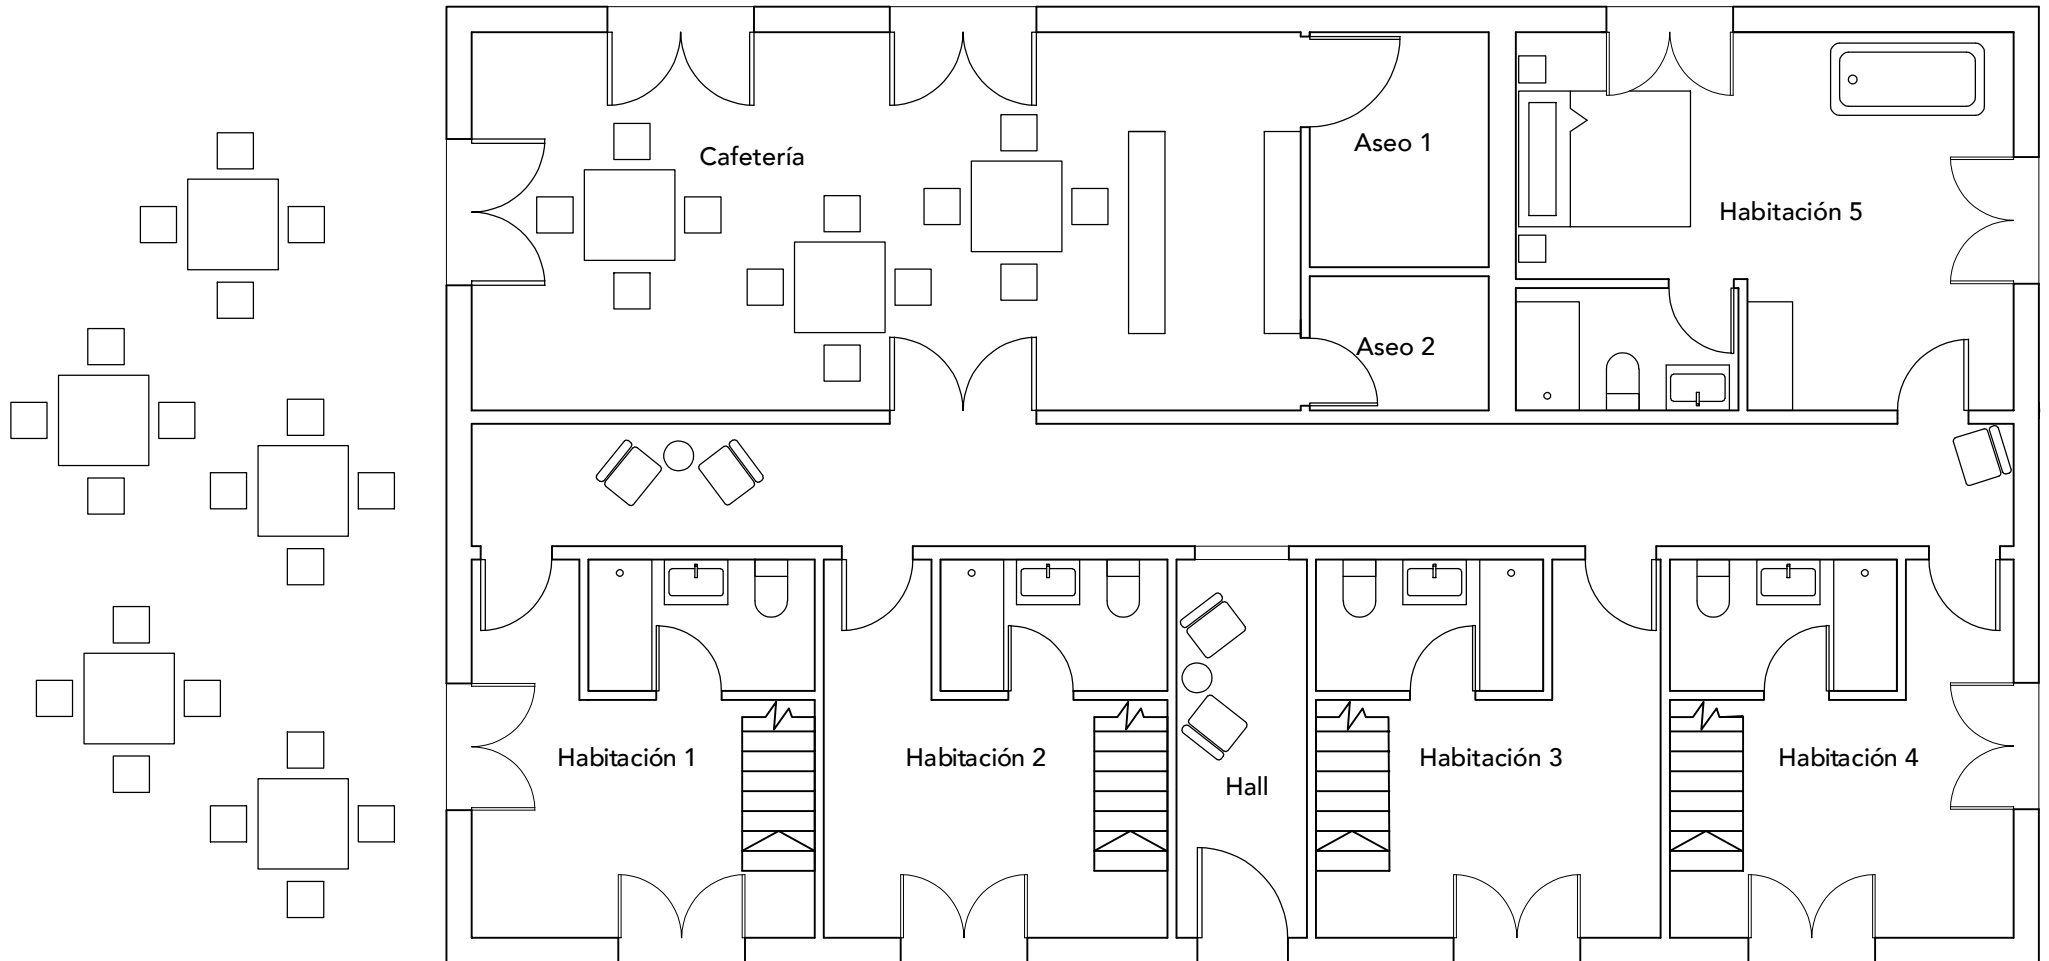 Cafetería
Aseo 1
Habitación 5
Aseo 2
Habitación 1
Habitación 2
Hall
Habitación 3
Habitación 4